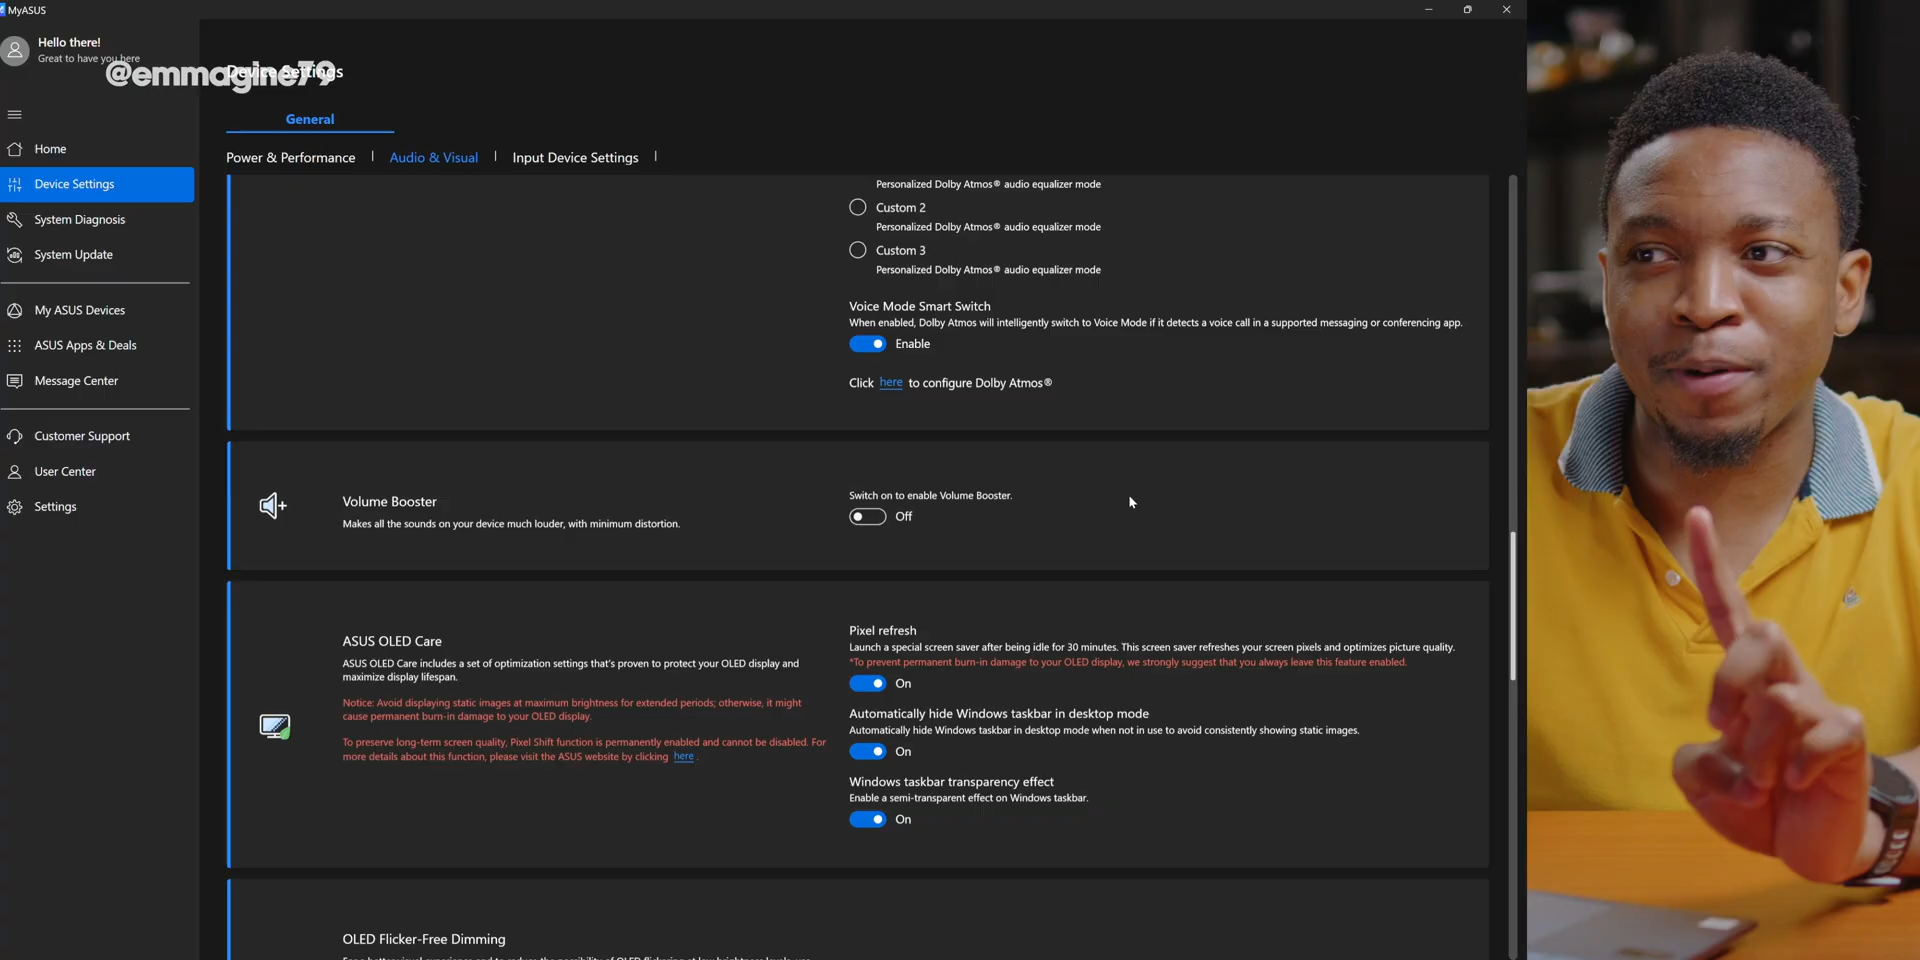 MyASUS
Hello there!
Great to have you here
@emmagine79
Device Settings
General
Power & Performance | Audio & Visual | Input Device Settings |
Home
Device Settings
System Diagnosis
System Update
My ASUS Devices
ASUS Apps & Deals
Message Center
Customer Support
User Center
Settings
Personalized Dolby Atmos® audio equalizer mode
Custom 2
Personalized Dolby Atmos® audio equalizer mode
Custom 3
Personalized Dolby Atmos® audio equalizer mode
Voice Mode Smart Switch
When enabled, Dolby Atmos will intelligently switch to Voice Mode if it detects a voice call in a supported messaging or conferencing app.
Enable
Click here to configure Dolby Atmos®
Volume Booster
Makes all the sounds on your device much louder, with minimum distortion.
Switch on to enable Volume Booster.
Off
ASUS OLED Care
ASUS OLED Care includes a set of optimization settings that's proven to protect your OLED display and
maximize display lifespan.
Notice: Avoid displaying static images at maximum brightness for extended periods; otherwise, it might
cause permanent burn-in damage to your OLED display.
To preserve long-term screen quality, Pixel Shift function is permanently enabled and cannot be disabled. For
more details about this function, please visit the ASUS website by clicking here .
Pixel refresh
Launch a special screen saver after being idle for 30 minutes. This screen saver refreshes your screen pixels and optimizes picture quality.
*To prevent permanent burn-in damage to your OLED display, we strongly suggest that you always leave this feature enabled.
On
Automatically hide Windows taskbar in desktop mode
Automatically hide Windows taskbar in desktop mode when not in use to avoid consistently showing static images.
On
Windows taskbar transparency effect
Enable a semi-transparent effect on Windows taskbar.
On
OLED Flicker-Free Dimming